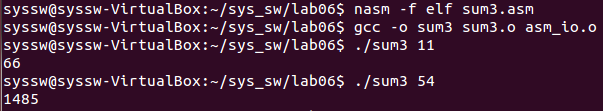 syssw@syssw-VirtualBox:~/sys_sw/lab06$ nasm -f elf sum3.asm
syssw@syssw-VirtualBox:~/sys_sw/lab06$ gcc -o sum3 sum3.o asm_io.o
syssw@syssw-VirtualBox:~/sys_sw/lab06$ ./sum3 11
66
syssw@syssw-VirtualBox:~/sys_sw/lab06$ ./sum3 54
1485